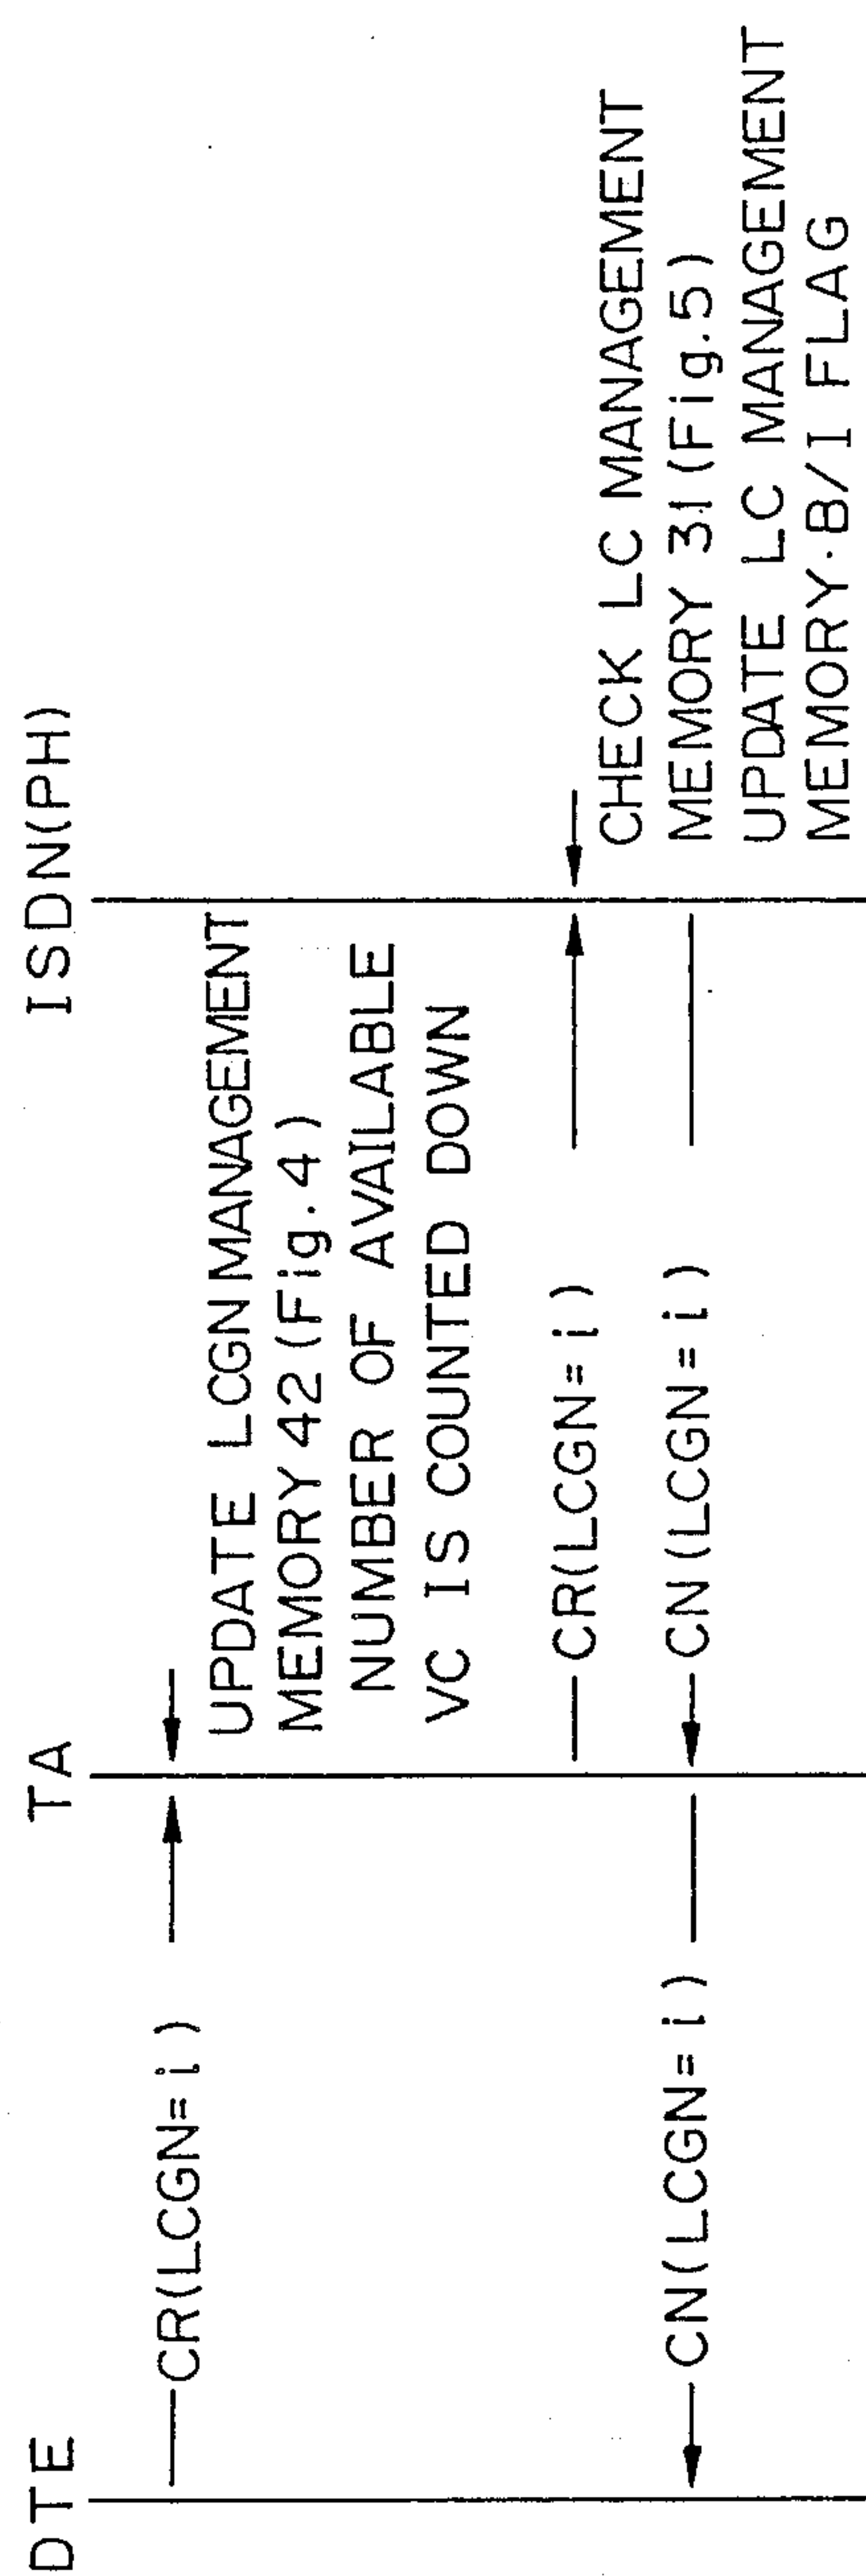 DTE
TA
ISDN(PH)
CR(LCGN=i)
UPDATE LCGN MANAGEMENT
MEMORY 42 (Fig. 4)
NUMBER OF AVAILABLE
VC IS COUNTED DOWN
CR(LCGN=i)
CHECK LC MANAGEMENT
MEMORY 31 (Fig. 5)
CN(LCGN=i)
CN(LCGN=i)
UPDATE LC MANAGEMENT
MEMORY·B/I FLAG